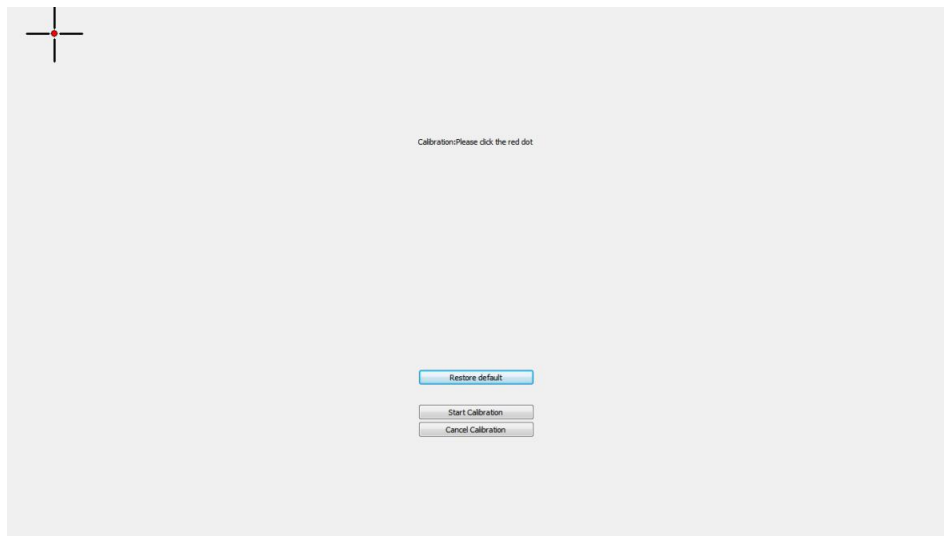 Calibration:Please click the red dot
Restore default
Start Calibration
Cancel Calibration